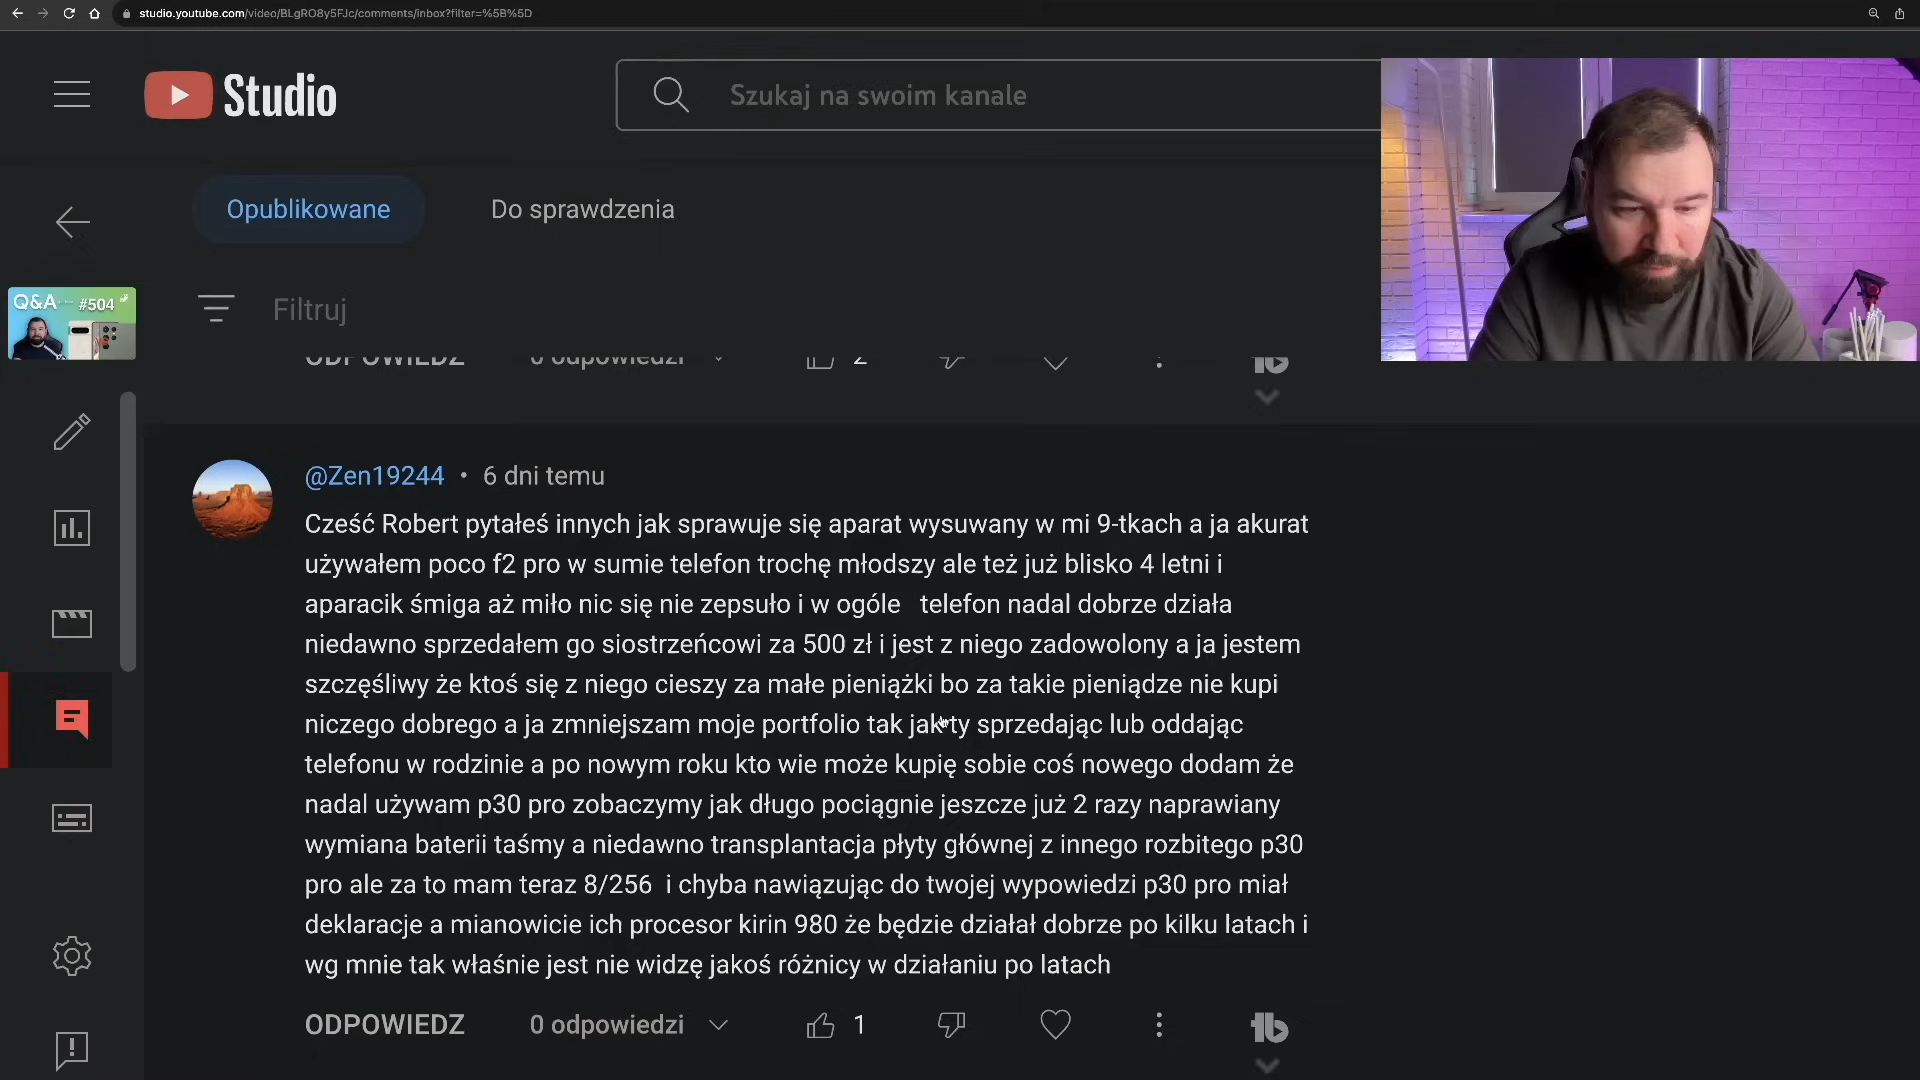 studio.youtube.com/video/BLgRO8y5FJc/comments/inbox?filter=%5B%5D
Studio
Szukaj na swoim kanale
Opublikowane
Do sprawdzenia
Q&A #504
Filtruj
ODPOWIEDZ 0 odpowiedzi 2
@Zen19244 • 6 dni temu
Cześć Robert pytałeś innych jak sprawuje się aparat wysuwany w mi 9-tkach a ja akurat
używałem poco f2 pro w sumie telefon trochę młodszy ale też już blisko 4 letni i
aparacik śmiga aż miło nic się nie zepsuło i w ogóle telefon nadal dobrze działa
niedawno sprzedałem go siostrzeńcowi za 500 zł i jest z niego zadowolony a ja jestem
szczęśliwy że ktoś się z niego cieszy za małe pieniążki bo za takie pieniądze nie kupi
niczego dobrego a ja zmniejszam moje portfolio tak jak ty sprzedając lub oddając
telefonu w rodzinie a po nowym roku kto wie może kupię sobie coś nowego dodam że
nadal używam p30 pro zobaczymy jak długo pociągnie jeszcze już 2 razy naprawiany
wymiana baterii taśmy a niedawno transplantacja płyty głównej z innego rozbitego p30
pro ale za to mam teraz 8/256 i chyba nawiązując do twojej wypowiedzi p30 pro miał
deklaracje a mianowicie ich procesor kirin 980 że będzie działał dobrze po kilku latach i
wg mnie tak właśnie jest nie widzę jakoś różnicy w działaniu po latach
ODPOWIEDZ 0 odpowiedzi 1